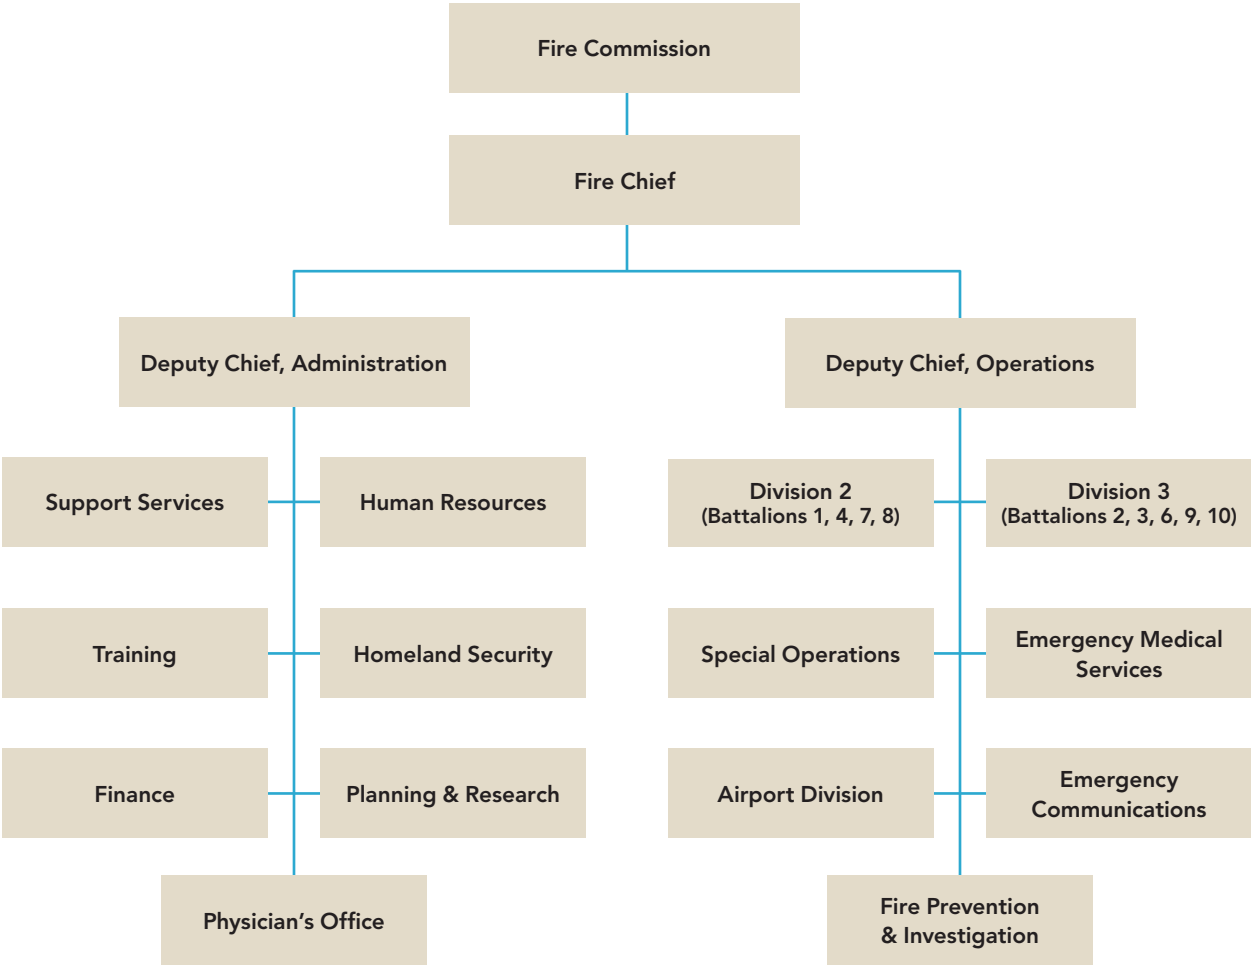 Fire Commission
Fire Chief
Deputy Chief, Administration
Deputy Chief, Operations
Support Services
Human Resources
Division 2
(Battalions 1, 4, 7, 8)
Division 3
(Battalions 2, 3, 6, 9, 10)
Training
Homeland Security
Special Operations
Emergency Medical
Services
Finance
Planning & Research
Airport Division
Emergency
Communications
Physician’s Office
Fire Prevention
& Investigation